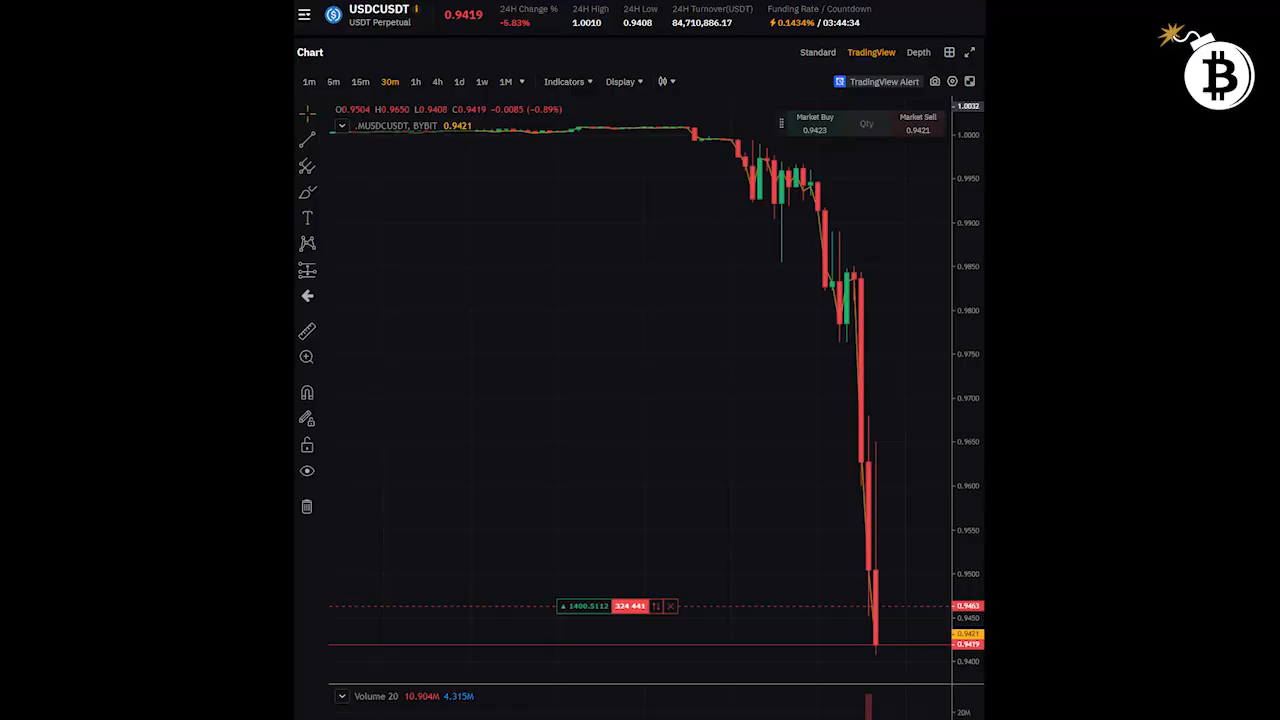 USDCUSDT
USDT Perpetual
0.9419
24H Change %
-5.83%
24H High
1.0010
24H Low
0.9408
24H Turnover(USDT)
84,710,886.17
Funding Rate / Countdown
0.1434% / 03:44:34
Chart
Standard TradingView Depth
1m 5m 15m 30m 1h 4h 1d 1w 1M Indicators Display TradingView Alert
O0.9504 H0.9650 L0.9408 C0.9419 -0.0085 (-0.89%)
.MUSDCUSDT, BYBIT 0.9421
Market Buy
0.9423
Qty
Market Sell
0.9421
1.0032
1.0000
0.9950
0.9900
0.9850
0.9800
0.9750
0.9700
0.9650
0.9600
0.9550
0.9500
1400.5112 324 441
0.9463
0.9450
0.9421
0.9419
0.9400
Volume 20 10.904M 4.315M
20M